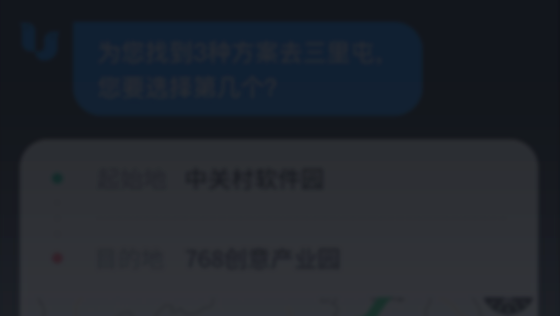 为您找到3种方案去三里屯。
您要选择第几个?
起始地 中关村软件园
目的地 768创意产业园